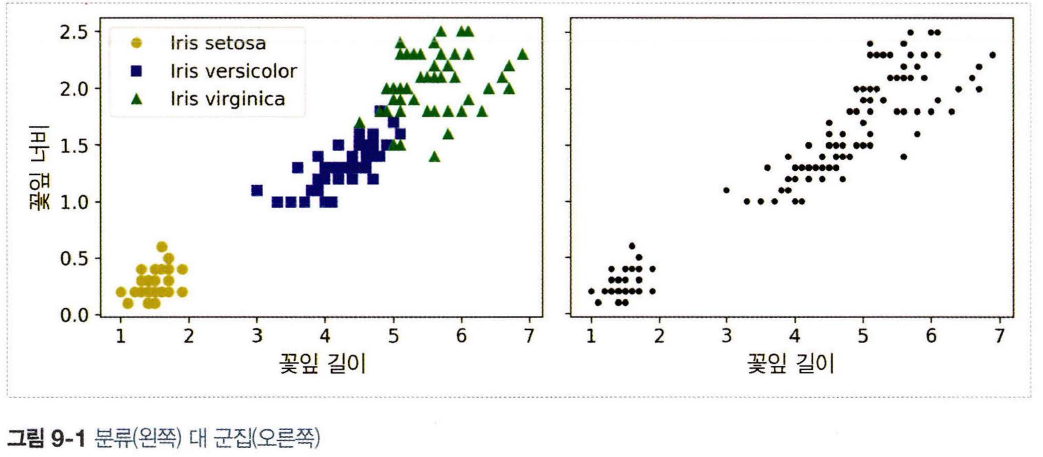 2.5
2.0
1.5
1.0
0.5
0.0
꽃잎 너비
Iris setosa
Iris versicolor
Iris virginica
1 2 3 4 5 6 7
꽃잎 길이
1 2 3 4 5 6 7
꽃잎 길이
그림 9-1 분류(왼쪽) 대 군집(오른쪽)